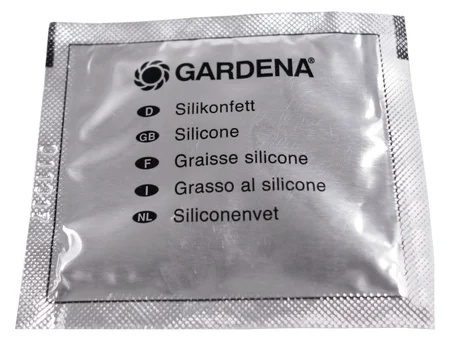 GARDENA®
D Silikonfett
GB Silicone
F Graisse silicone
I Grasso al silicone
NL Siliconenvet